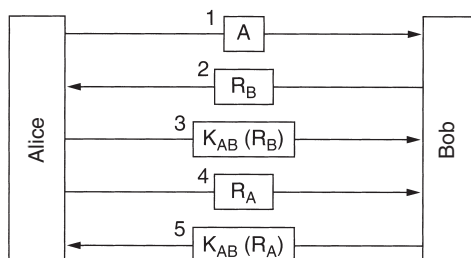 1 A
2 R_B
3 K_AB (R_B)
Alice
Bob
4 R_A
5 K_AB (R_A)